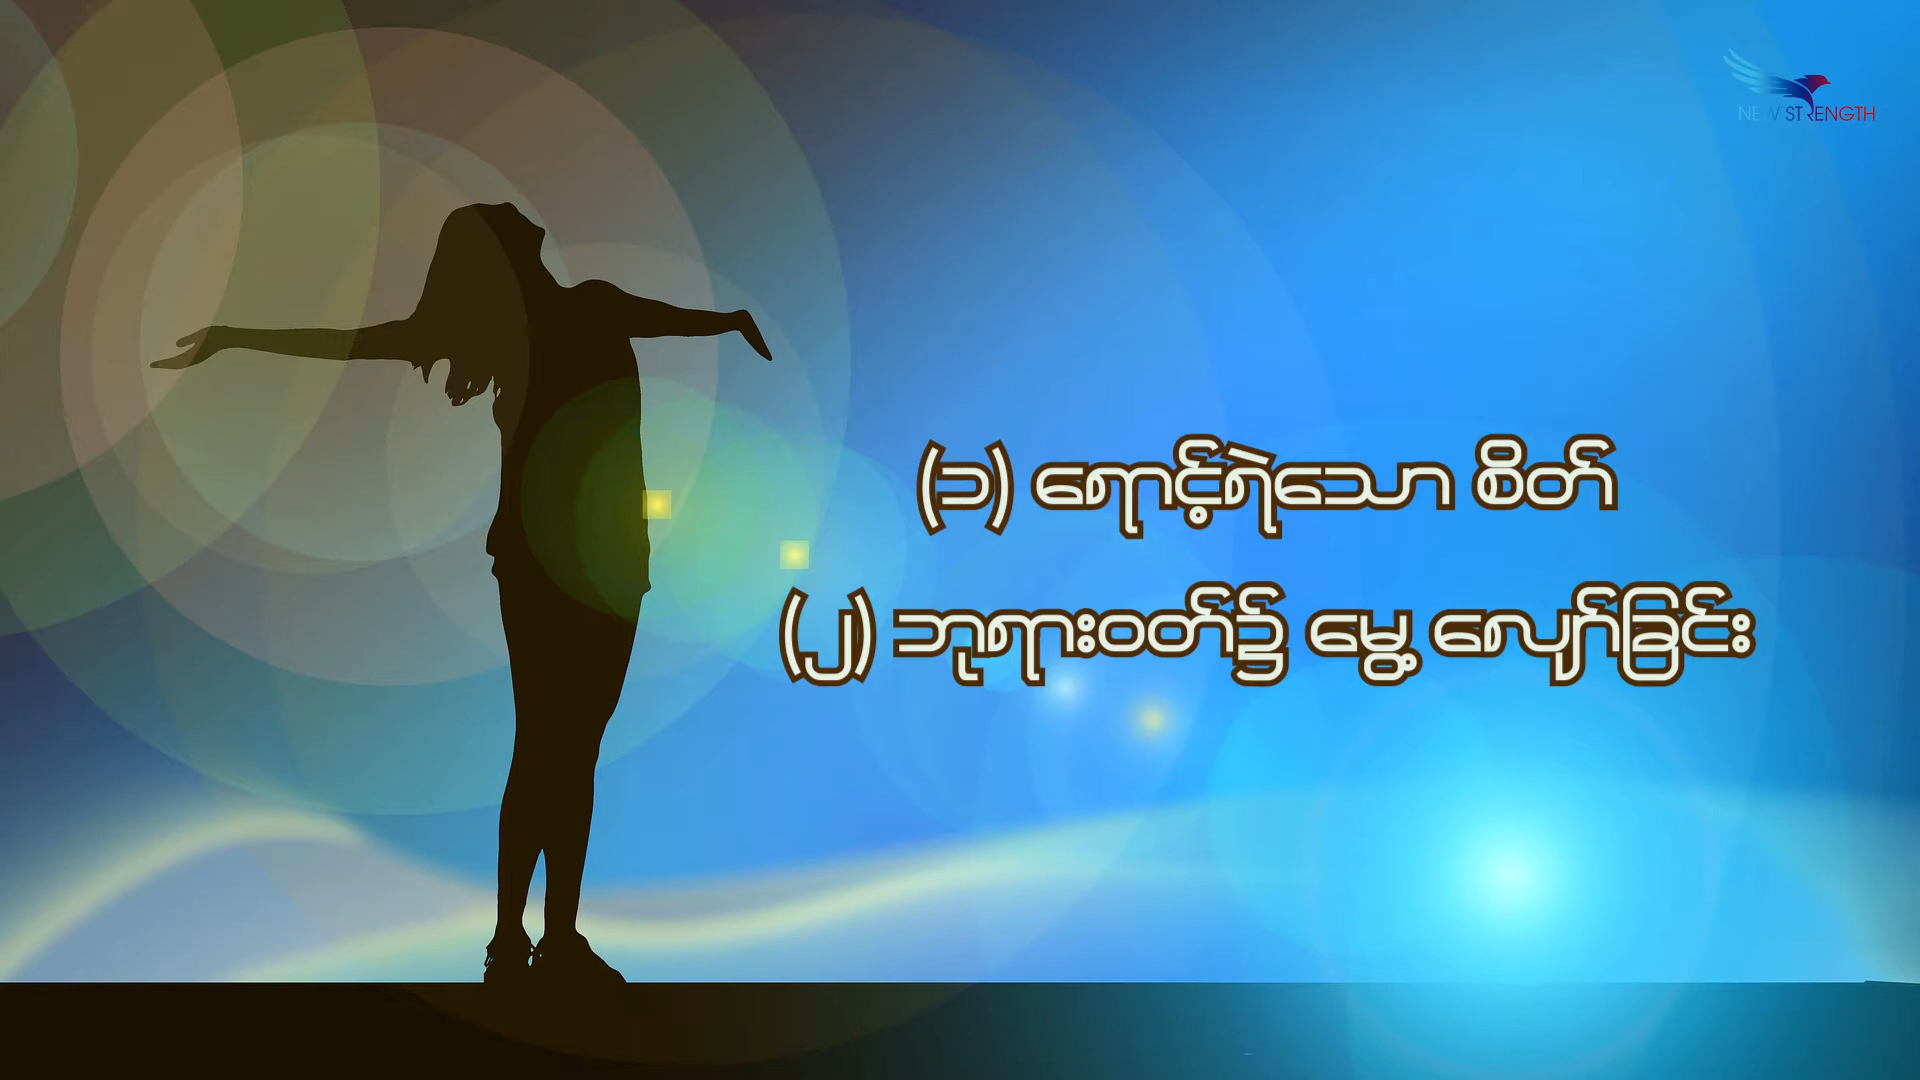 NEW STRENGTH
(၁) ရောင့်ရဲသော စိတ်
(၂) ဘုရားဝတ်၌ မွေ့ လျော်ခြင်း